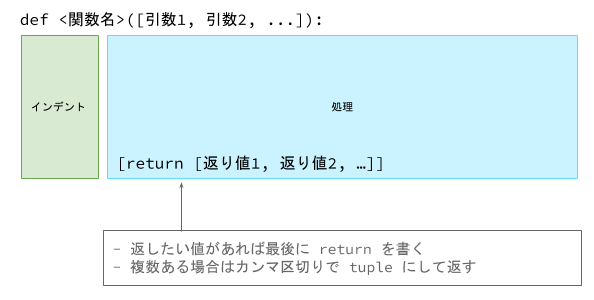 def <関数名>([引数1, 引数2, ...]):
インデント
処理
[return [返り値1, 返り値2, …]]
- 返したい値があれば最後に return を書く
- 複数ある場合はカンマ区切りで tuple にして返す